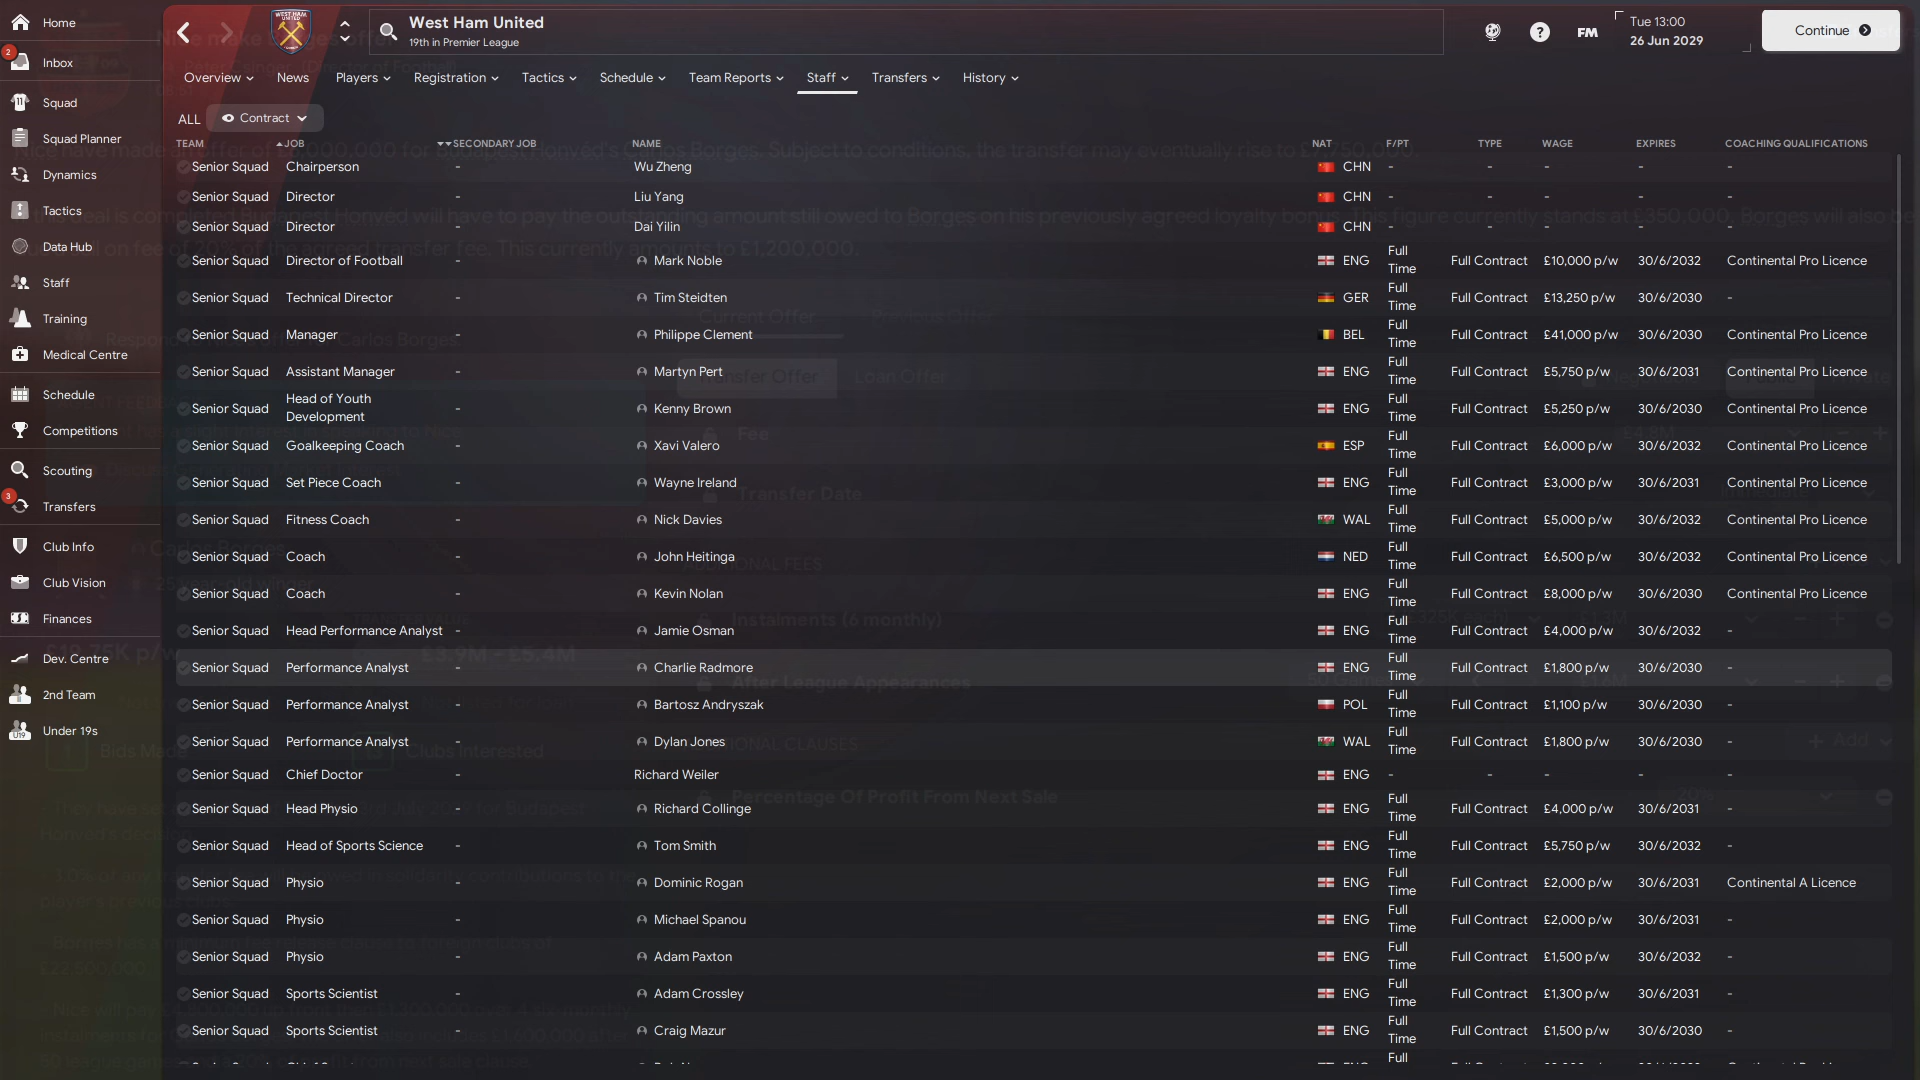 Home
2
Inbox
Squad
Squad Planner
Dynamics
Tactics
Data Hub
Staff
Training
Medical Centre
Schedule
Competitions
Scouting
3
Transfers
Club Info
Club Vision
Finances
Dev. Centre
2nd Team
Under 19s
West Ham United
19th in Premier League
FM
Tue 13:00
26 Jun 2029
Continue
Overview News Players Registration Tactics Schedule Team Reports Staff Transfers History
ALL Contract
TEAM JOB SECONDARY JOB NAME NAT F/PT TYPE WAGE EXPIRES COACHING QUALIFICATIONS
Senior Squad Chairperson - Wu Zheng CHN - - - - -
Senior Squad Director - Liu Yang CHN - - - - -
Senior Squad Director - Dai Yilin CHN - - - - -
Senior Squad Director of Football - Mark Noble ENG Full Time Full Contract £10,000 p/w 30/6/2032 Continental Pro Licence
Senior Squad Technical Director - Tim Steidten GER Full Time Full Contract £13,250 p/w 30/6/2030 -
Senior Squad Manager - Philippe Clement BEL Full Time Full Contract £41,000 p/w 30/6/2030 Continental Pro Licence
Senior Squad Assistant Manager - Martyn Pert ENG Full Time Full Contract £5,750 p/w 30/6/2031 Continental Pro Licence
Senior Squad Head of Youth Development - Kenny Brown ENG Full Time Full Contract £5,250 p/w 30/6/2030 Continental Pro Licence
Senior Squad Goalkeeping Coach - Xavi Valero ESP Full Time Full Contract £6,000 p/w 30/6/2032 Continental Pro Licence
Senior Squad Set Piece Coach - Wayne Ireland ENG Full Time Full Contract £3,000 p/w 30/6/2031 Continental Pro Licence
Senior Squad Fitness Coach - Nick Davies WAL Full Time Full Contract £5,000 p/w 30/6/2032 Continental Pro Licence
Senior Squad Coach - John Heitinga NED Full Time Full Contract £6,500 p/w 30/6/2032 Continental Pro Licence
Senior Squad Coach - Kevin Nolan ENG Full Time Full Contract £8,000 p/w 30/6/2030 Continental Pro Licence
Senior Squad Head Performance Analyst - Jamie Osman ENG Full Time Full Contract £4,000 p/w 30/6/2032 -
Senior Squad Performance Analyst - Charlie Radmore ENG Full Time Full Contract £1,800 p/w 30/6/2030 -
Senior Squad Performance Analyst - Bartosz Andryszak POL Full Time Full Contract £1,100 p/w 30/6/2030 -
Senior Squad Performance Analyst - Dylan Jones WAL Full Time Full Contract £1,800 p/w 30/6/2030 -
Senior Squad Chief Doctor - Richard Weiler ENG - - - - -
Senior Squad Head Physio - Richard Collinge ENG Full Time Full Contract £4,000 p/w 30/6/2031 -
Senior Squad Head of Sports Science - Tom Smith ENG Full Time Full Contract £5,750 p/w 30/6/2032 -
Senior Squad Physio - Dominic Rogan ENG Full Time Full Contract £2,000 p/w 30/6/2031 Continental A Licence
Senior Squad Physio - Michael Spanou ENG Full Time Full Contract £2,000 p/w 30/6/2031 -
Senior Squad Physio - Adam Paxton ENG Full Time Full Contract £1,500 p/w 30/6/2032 -
Senior Squad Sports Scientist - Adam Crossley ENG Full Time Full Contract £1,300 p/w 30/6/2031 -
Senior Squad Sports Scientist - Craig Mazur ENG Full Time Full Contract £1,500 p/w 30/6/2030 -
Full